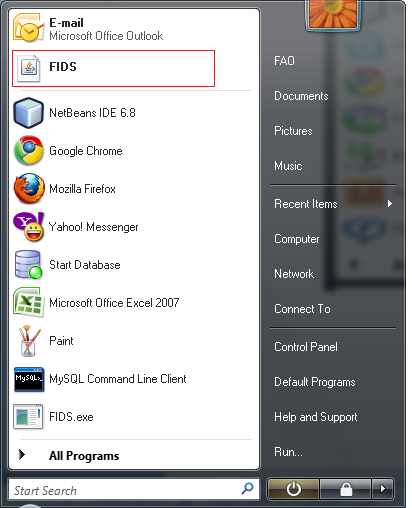 E-mail
Microsoft Office Outlook
FIDS
NetBeans IDE 6.8
Google Chrome
Mozilla Firefox
Yahoo! Messenger
Start Database
Microsoft Office Excel 2007
Paint
MySQL Command Line Client
FIDS.exe
All Programs
Start Search
FAO
Documents
Pictures
Music
Recent Items
Computer
Network
Connect To
Control Panel
Default Programs
Help and Support
Run...